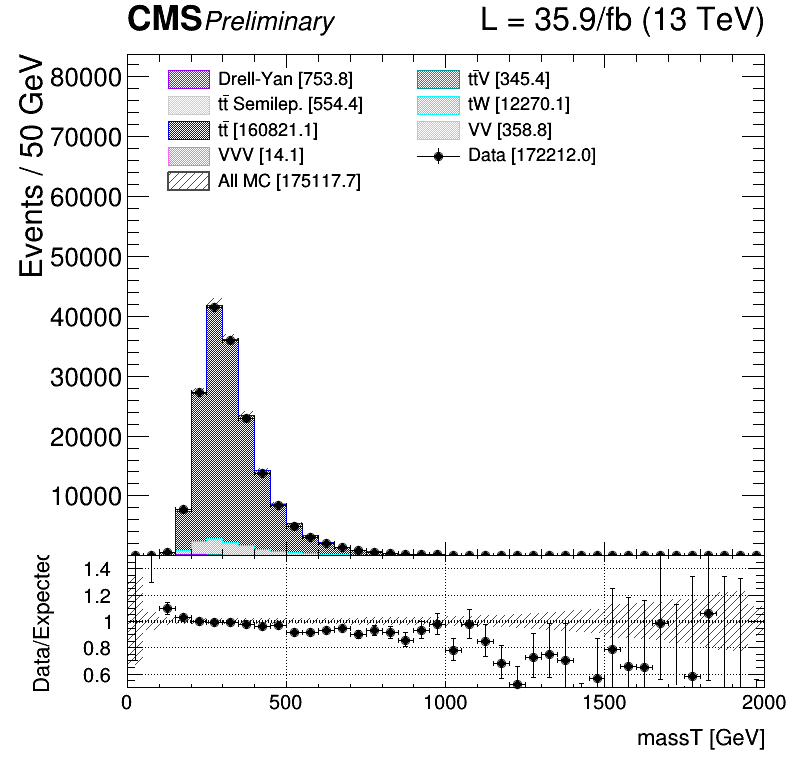 CMS Preliminary L = 35.9/fb (13 TeV)
Events / 50 GeV
80000
70000
60000
50000
40000
30000
20000
10000
Drell-Yan [753.8]
tt̄ Semilep. [554.4]
tt̄ [160821.1]
VVV [14.1]
All MC [175117.7]
tt̄V [345.4]
tW [12270.1]
VV [358.8]
Data [172212.0]
Data/Expected
1.4
1.2
1
0.8
0.6
0 500 1000 1500 2000
massT [GeV]